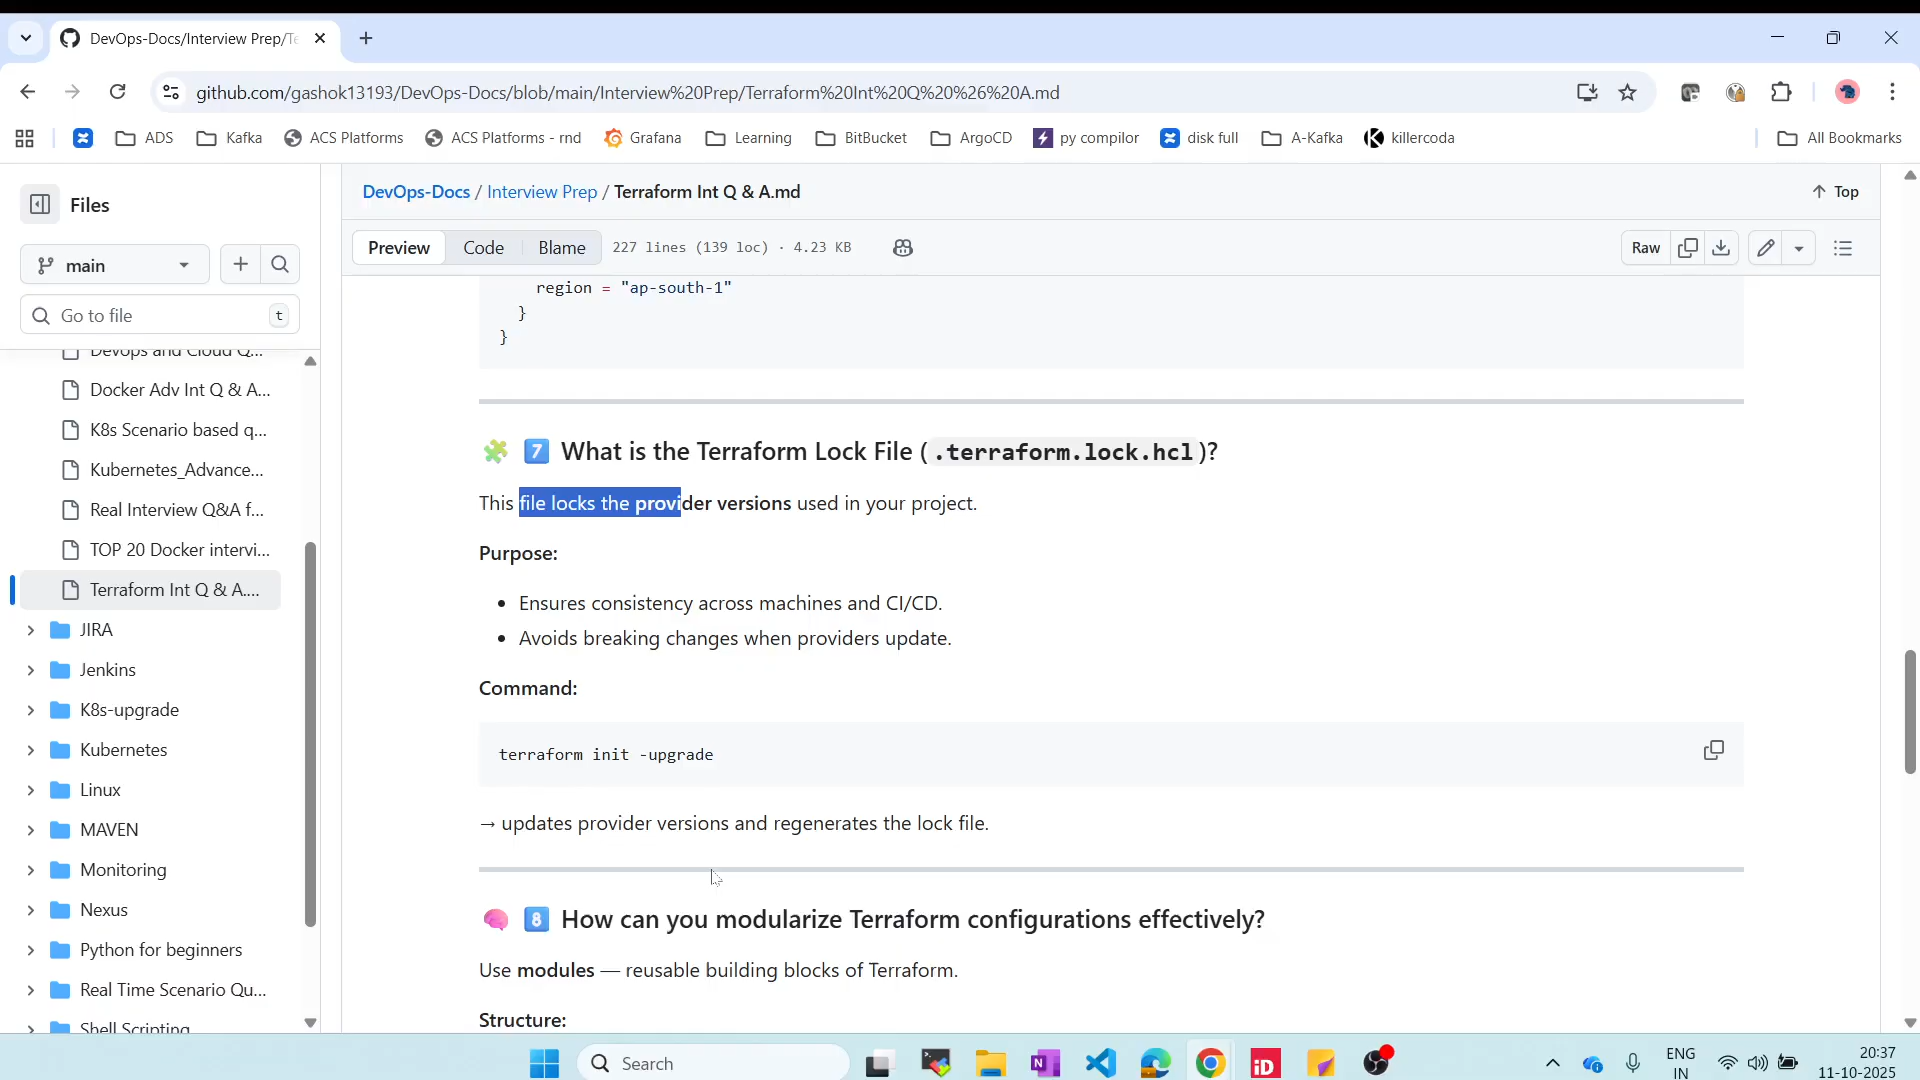 DevOps-Docs/Interview Prep/Te
github.com/gashok13193/DevOps-Docs/blob/main/Interview%20Prep/Terraform%20Int%20Q%20%26%20A.md
ADS
Kafka
ACS Platforms
ACS Platforms - rnd
Grafana
Learning
BitBucket
ArgoCD
py compilor
disk full
A-Kafka
killercoda
All Bookmarks
Files
DevOps-Docs / Interview Prep / Terraform Int Q & A.md
Top
main
Preview
Code
Blame
227 lines (139 loc) · 4.23 KB
Raw
Go to file
t
Devops and Cloud Q...
Docker Adv Int Q & A...
K8s Scenario based q...
Kubernetes_Advance...
Real Interview Q&A f...
TOP 20 Docker intervi...
Terraform Int Q & A....
JIRA
Jenkins
K8s-upgrade
Kubernetes
Linux
MAVEN
Monitoring
Nexus
Python for beginners
Real Time Scenario Qu...
Shell Scripting
region = "ap-south-1"
}
}
7 What is the Terraform Lock File (.terraform.lock.hcl)?
This file locks the provider versions used in your project.
Purpose:
• Ensures consistency across machines and CI/CD.
• Avoids breaking changes when providers update.
Command:
terraform init -upgrade
→ updates provider versions and regenerates the lock file.
8 How can you modularize Terraform configurations effectively?
Use modules — reusable building blocks of Terraform.
Structure:
Search
iD
ENG
IN
20:37
11-10-2025